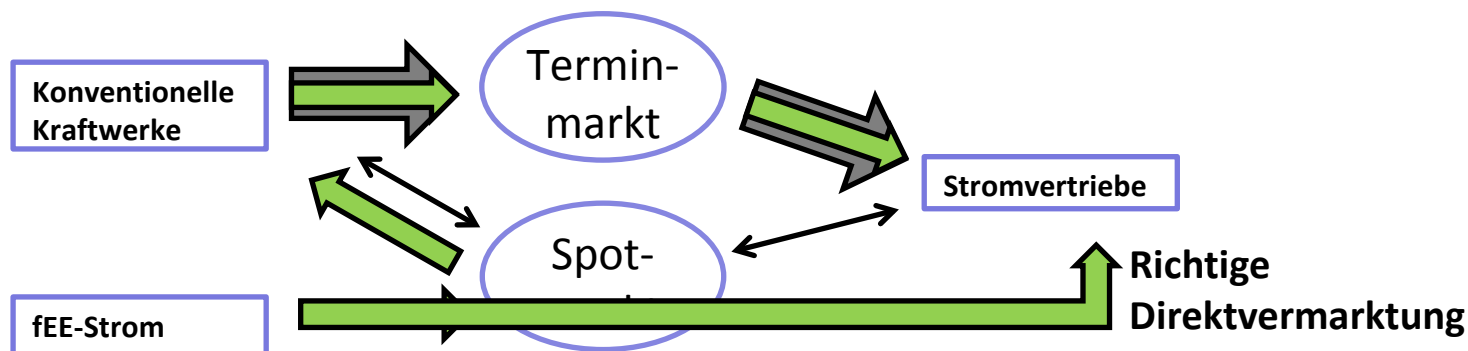 Konventionelle
Kraftwerke
Termin-
markt
Stromvertriebe
Spot-
Richtige
Direktvermarktung
fEE-Strom